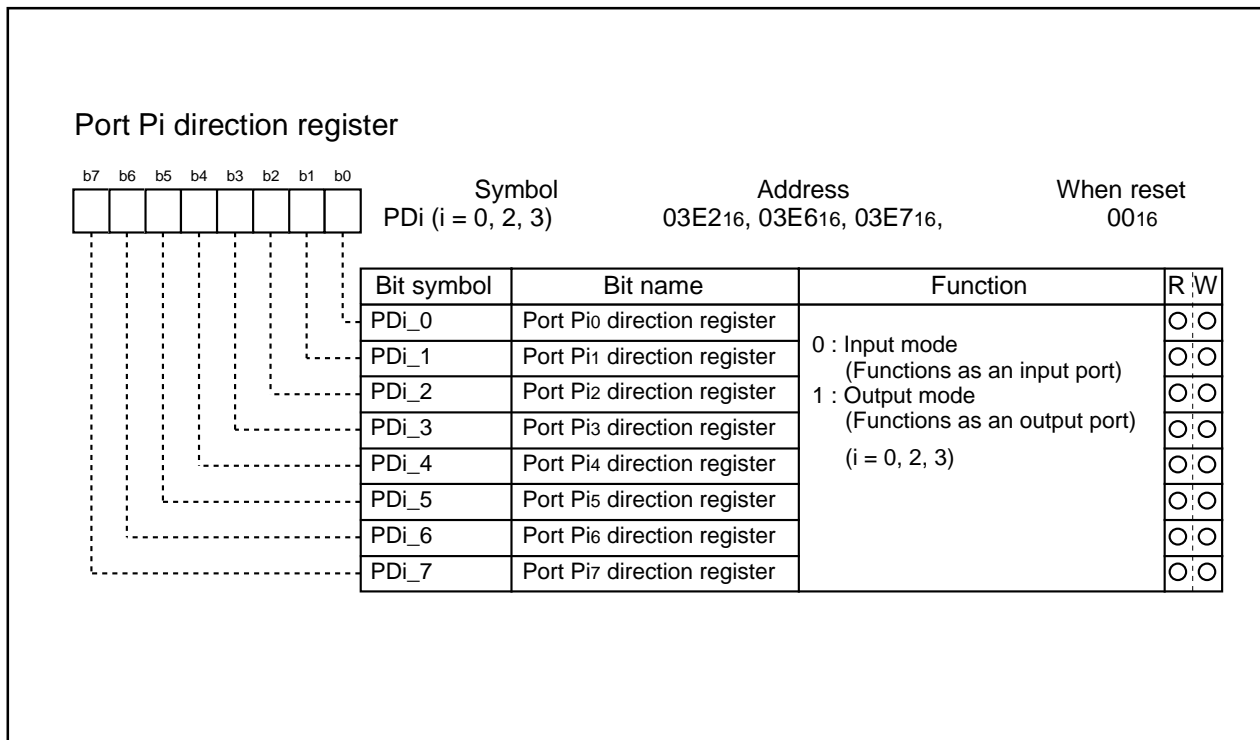 Port Pi direction register
b7 b6 b5 b4 b3 b2 b1 b0
Symbol Address When reset
PDi (i = 0, 2, 3) 03E216, 03E616, 03E716, 0016
Bit symbol Bit name Function R W
PDi_0 Port Pi0 direction register
PDi_1 Port Pi1 direction register
PDi_2 Port Pi2 direction register
PDi_3 Port Pi3 direction register
PDi_4 Port Pi4 direction register
PDi_5 Port Pi5 direction register
PDi_6 Port Pi6 direction register
PDi_7 Port Pi7 direction register
0 : Input mode
(Functions as an input port)
1 : Output mode
(Functions as an output port)
(i = 0, 2, 3)